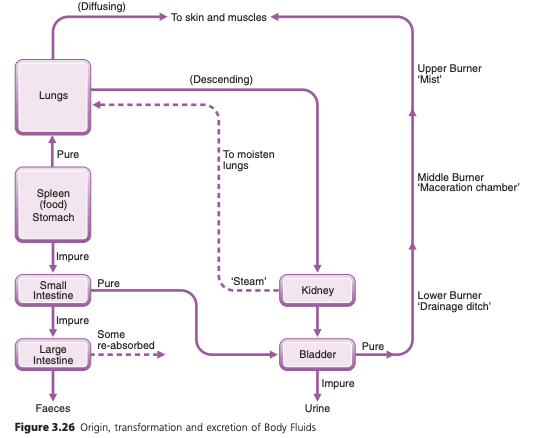 (Diffusing)
To skin and muscles
Lungs
(Descending)
Upper Burner
‘Mist’
Pure
To moisten
lungs
Spleen
(food)
Stomach
Middle Burner
‘Maceration chamber’
Impure
Small
Intestine
Pure
‘Steam’
Kidney
Lower Burner
‘Drainage ditch’
Impure
Large
Intestine
Some
re-absorbed
Bladder
Pure
Impure
Faeces
Urine
Figure 3.26 Origin, transformation and excretion of Body Fluids